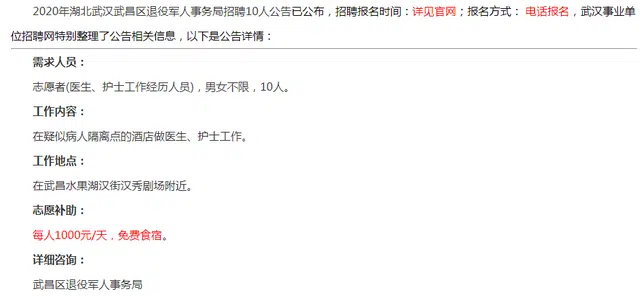 2020年湖北武汉武昌区退役军人事务局招聘10人公告已公布，招聘报名时间：详见官网；报名方式： 电话报名，武汉事业单
位招聘网特别整理了公告相关信息，以下是公告详情：
需求人员：
志愿者(医生、护士工作经历人员)，男女不限，10人。
工作内容：
在疑似病人隔离点的酒店做医生、护士工作。
工作地点：
在武昌水果湖汉街汉秀剧场附近。
志愿补助：
每人1000元/天，免费食宿。
详细咨询：
武昌区退役军人事务局